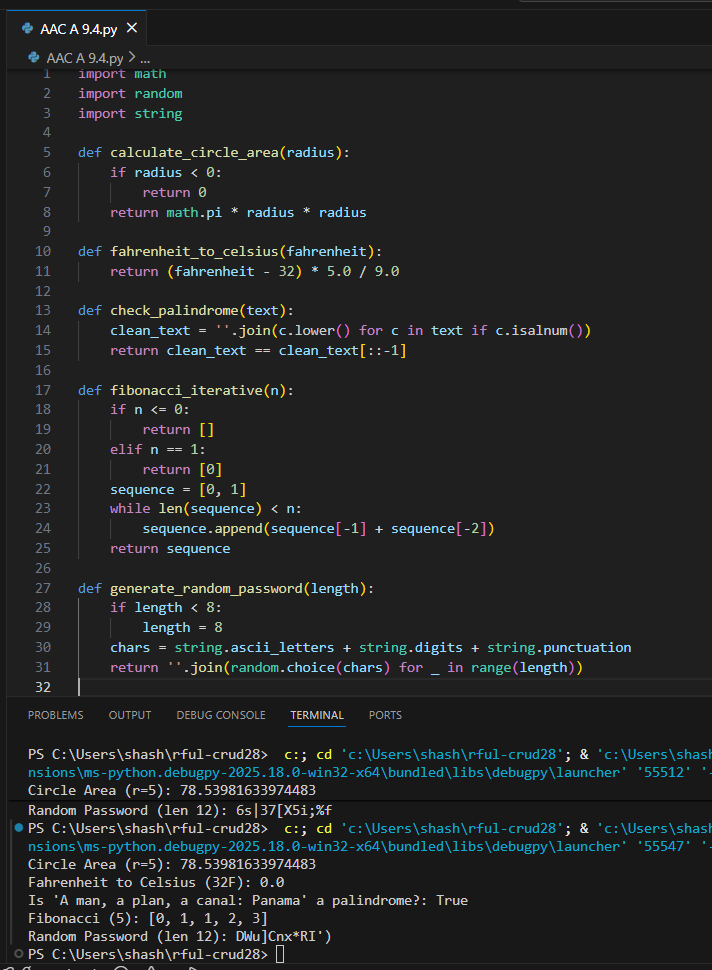 AAC A 9.4.py ×
AAC A 9.4.py > ...
1 import math
2 import random
3 import string
4
5 def calculate_circle_area(radius):
6     if radius < 0:
7         return 0
8     return math.pi * radius * radius
9
10 def fahrenheit_to_celsius(fahrenheit):
11     return (fahrenheit - 32) * 5.0 / 9.0
12
13 def check_palindrome(text):
14     clean_text = ''.join(c.lower() for c in text if c.isalnum())
15     return clean_text == clean_text[::-1]
16
17 def fibonacci_iterative(n):
18     if n <= 0:
19         return []
20     elif n == 1:
21         return [0]
22     sequence = [0, 1]
23     while len(sequence) < n:
24         sequence.append(sequence[-1] + sequence[-2])
25     return sequence
26
27 def generate_random_password(length):
28     if length < 8:
29         length = 8
30     chars = string.ascii_letters + string.digits + string.punctuation
31     return ''.join(random.choice(chars) for _ in range(length))
32
PROBLEMS OUTPUT DEBUG CONSOLE TERMINAL PORTS
PS C:\Users\shash\rful-crud28>  c:; cd 'c:\Users\shash\rful-crud28'; & 'c:\Users\shash
nsions\ms-python.debugpy-2025.18.0-win32-x64\bundled\libs\debugpy\launcher' '55512' '-
Circle Area (r=5): 78.53981633974483
Random Password (len 12): 6s|37[X5i;%f
PS C:\Users\shash\rful-crud28>  c:; cd 'c:\Users\shash\rful-crud28'; & 'c:\Users\shash
nsions\ms-python.debugpy-2025.18.0-win32-x64\bundled\libs\debugpy\launcher' '55547' '-
Circle Area (r=5): 78.53981633974483
Fahrenheit to Celsius (32F): 0.0
Is 'A man, a plan, a canal: Panama' a palindrome?: True
Fibonacci (5): [0, 1, 1, 2, 3]
Random Password (len 12): DWu]Cnx*RI')
PS C:\Users\shash\rful-crud28>